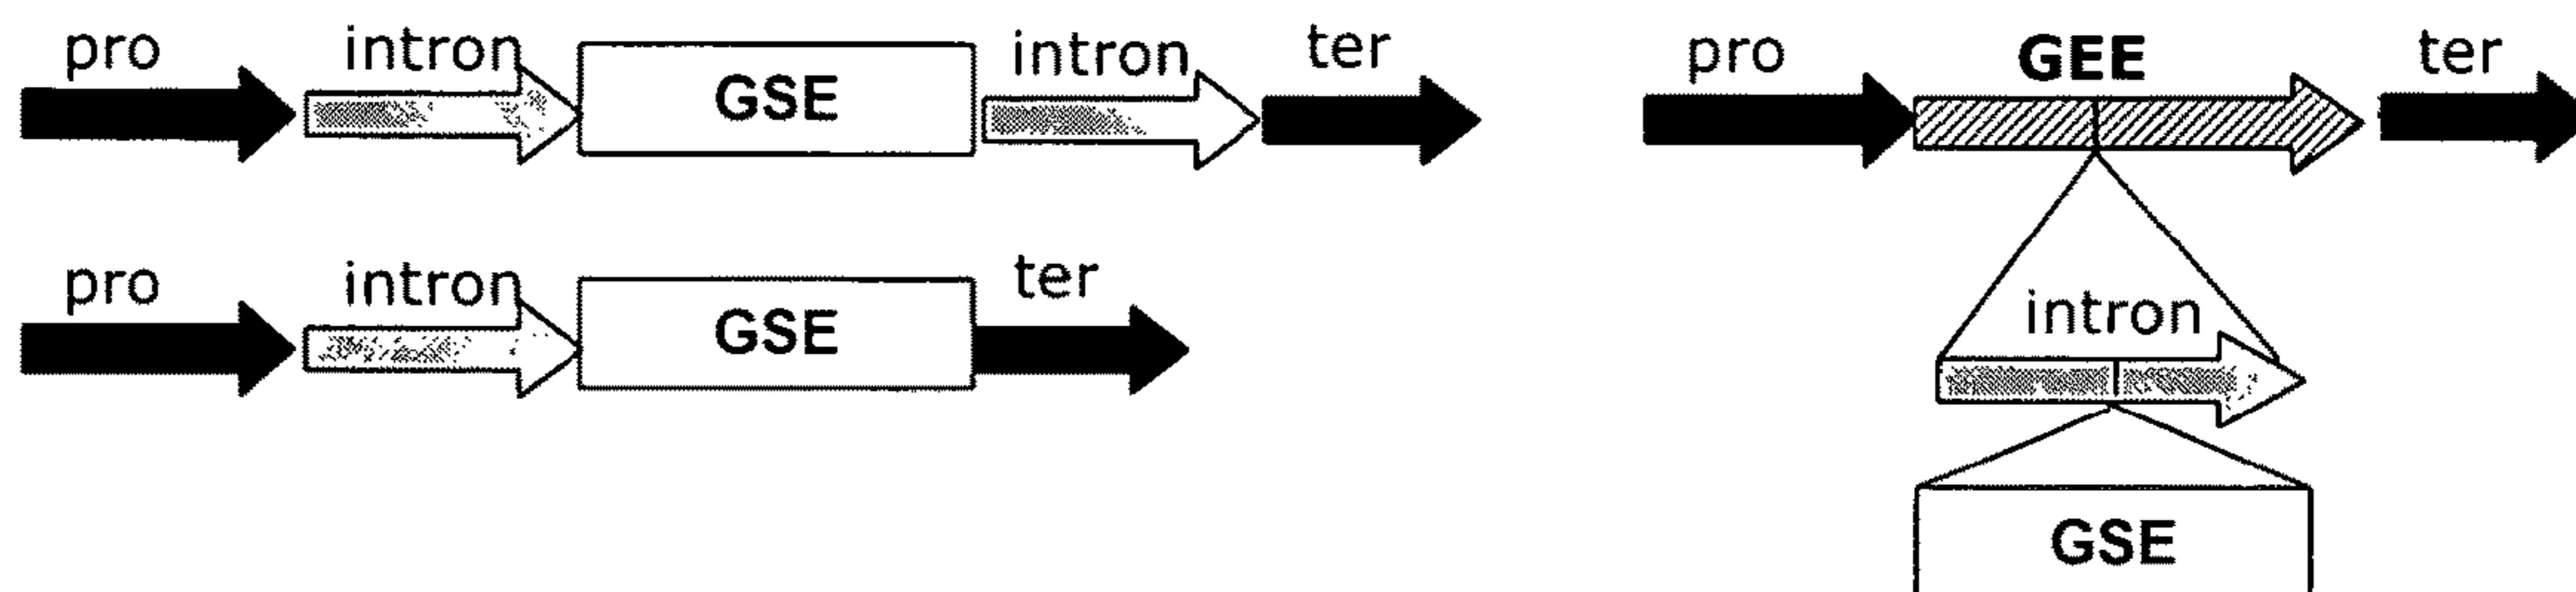 pro intron GSE intron ter
pro intron GSE ter
pro GEE ter
intron
GSE